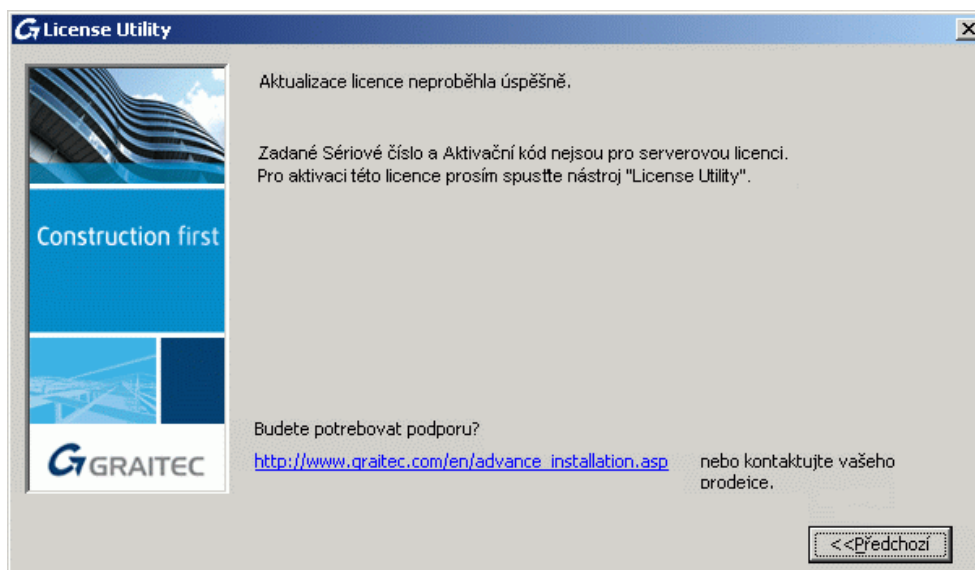 License Utility
Aktualizace licence neproběhla úspěšně.
Zadané Sériové číslo a Aktivační kód nejsou pro serverovou licenci.
Pro aktivaci této licence prosím spusťte nástroj "License Utility".
Construction first
GRAITEC
Budete potrebovat podporu?
http://www.graitec.com/en/advance_installation.asp nebo kontaktujte vašeho
prodejce.
<<Předchozí